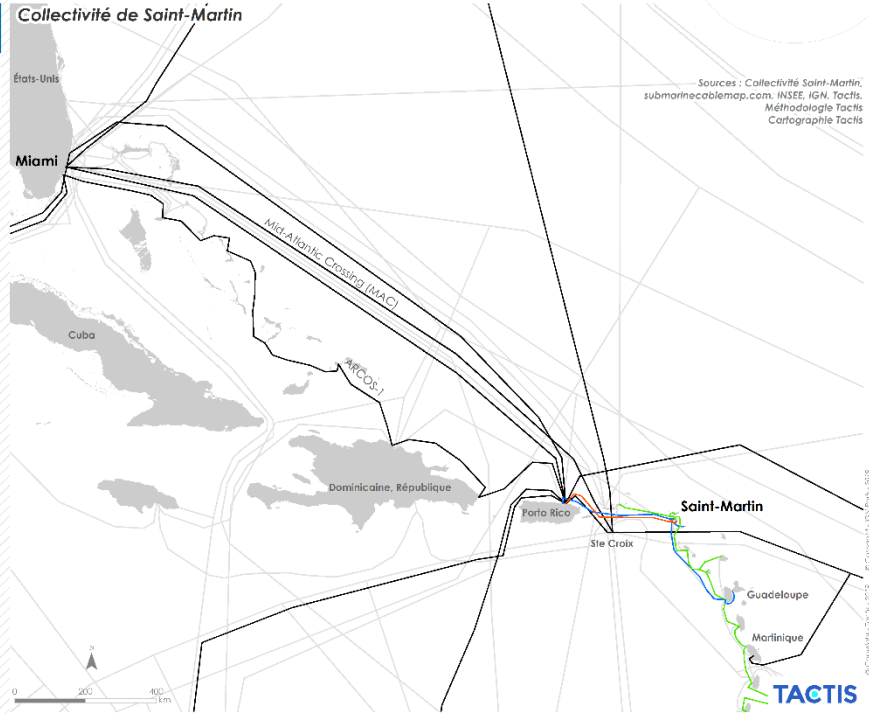 Collectivité de Saint-Martin
États-Unis
Sources : Collectivité Saint-Martin,
submarinecablemap.com, INSEE, IGN, Tactis.
Méthodologie Tactis
Cartographie Tactis
Miami
Mid-Atlantic Crossing (MAC)
Cuba
ARCOS-1
Dominicaine, République
Porto Rico
Saint-Martin
Ste Croix
Guadeloupe
Martinique
N
0 200 400
km
TACTIS